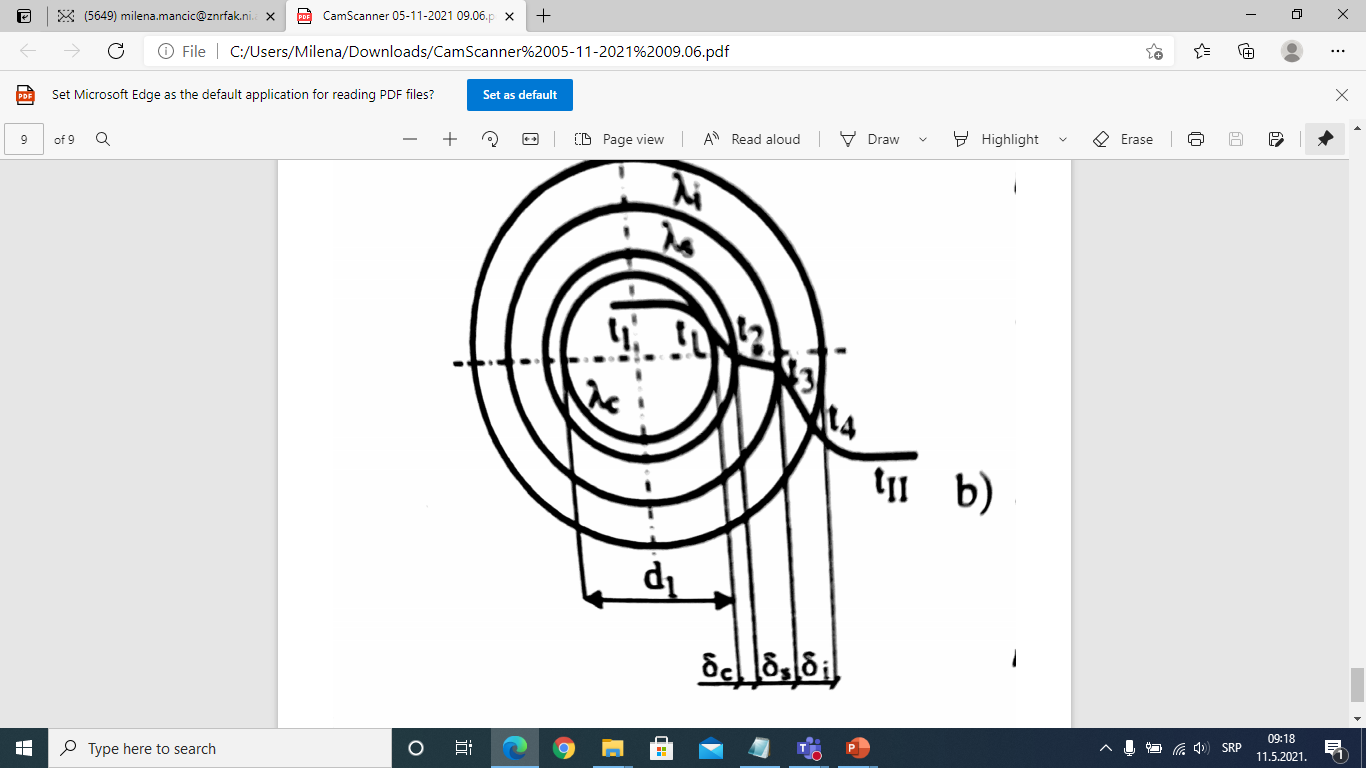 (5649) milena.mancic@znrfak.ni.a
CamScanner 05-11-2021 09.06.p
File
C:/Users/Milena/Downloads/CamScanner%2005-11-2021%2009.06.pdf
Set Microsoft Edge as the default application for reading PDF files?
Set as default
9 of 9
Page view
Read aloud
Draw
Highlight
Erase
λi
λs
tI t1 t2
t3
λc
t4
tII
b)
d1
δc δs δi
Type here to search
SRP
09:18
11.5.2021.
1